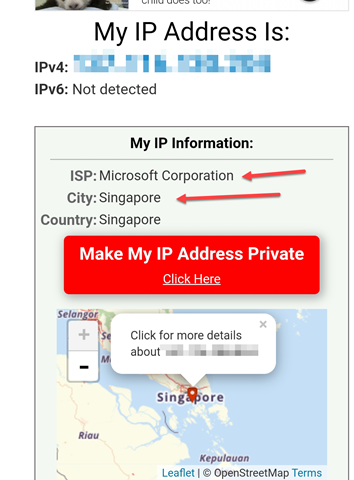 child does too!
My IP Address Is:
IPv4:
IPv6: Not detected
My IP Information:
ISP: Microsoft Corporation
City: Singapore
Country: Singapore
Make My IP Address Private
Click Here
Selangor
+
-
×
Click for more details
about
Singapore
Riau
Kepulauan
Leaflet | © OpenStreetMap Terms